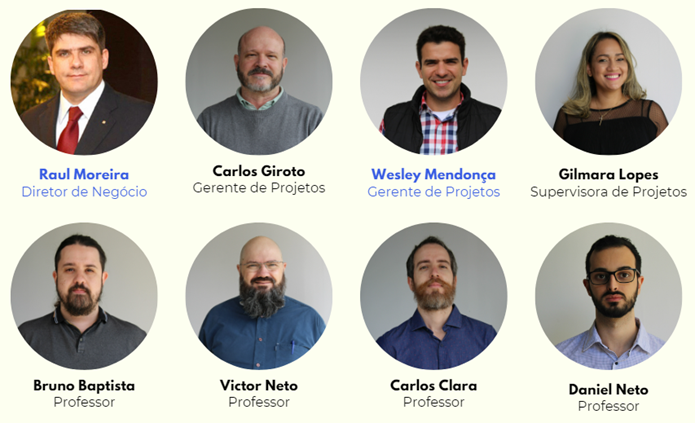 Raul Moreira
Diretor de Negócio
Carlos Giroto
Gerente de Projetos
Wesley Mendonça
Gerente de Projetos
Gilmara Lopes
Supervisora de Projetos
Bruno Baptista
Professor
Victor Neto
Professor
Carlos Clara
Professor
Daniel Neto
Professor